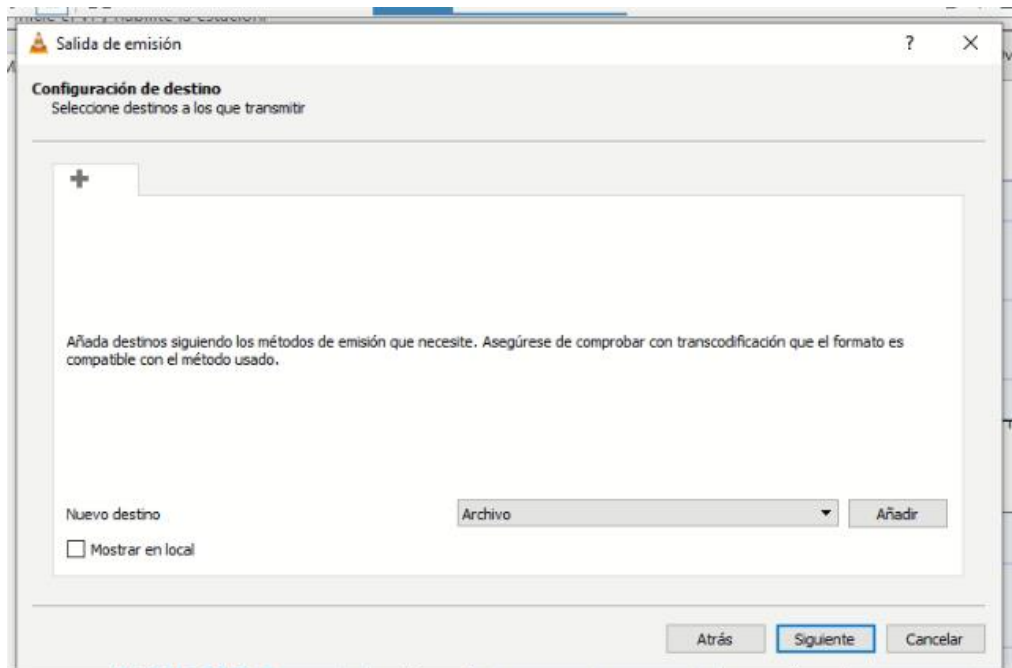 Salida de emisión
?
Configuración de destino
Seleccione destinos a los que transmitir
Añada destinos siguiendo los métodos de emisión que necesite. Asegúrese de comprobar con transcodificación que el formato es
compatible con el método usado.
Nuevo destino
Archivo
Añadir
Mostrar en local
Atrás
Siguiente
Cancelar